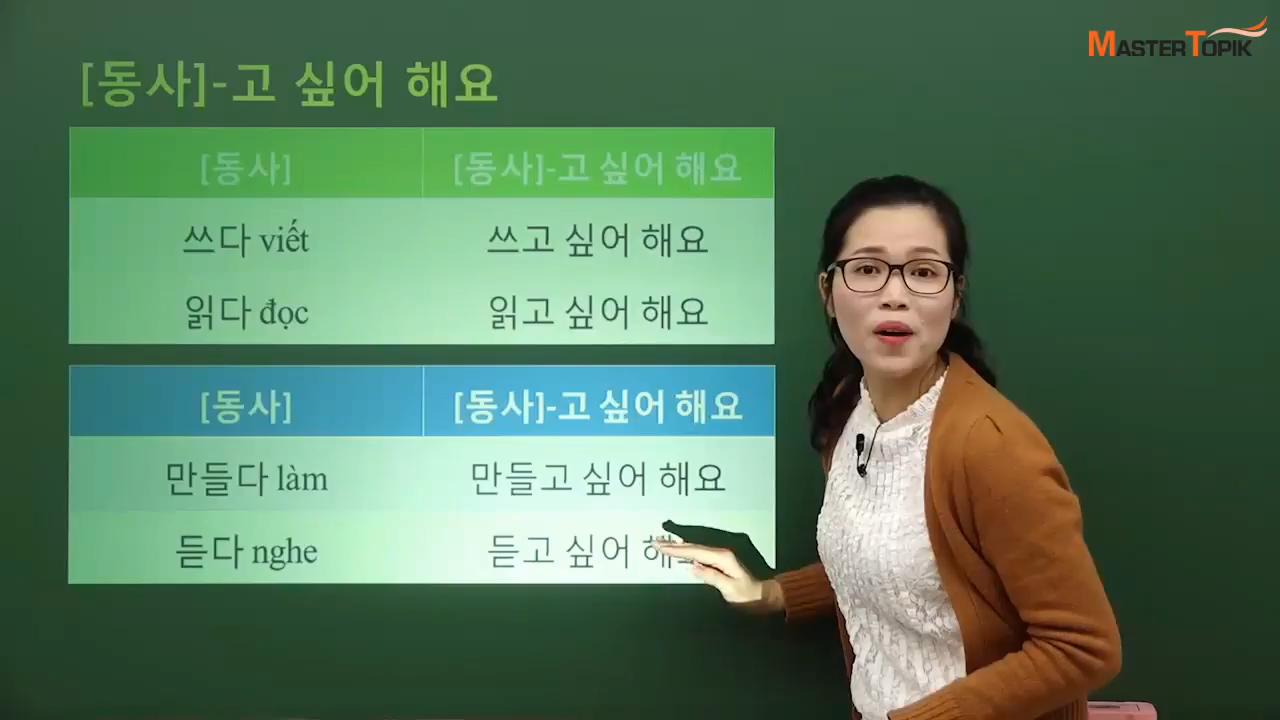 MASTERTOPIK
[동사]-고 싶어 해요
[동사] [동사]-고 싶어 해요
쓰다 viết 쓰고 싶어 해요
읽다 đọc 읽고 싶어 해요
[동사] [동사]-고 싶어 해요
만들다 làm 만들고 싶어 해요
듣다 nghe 듣고 싶어